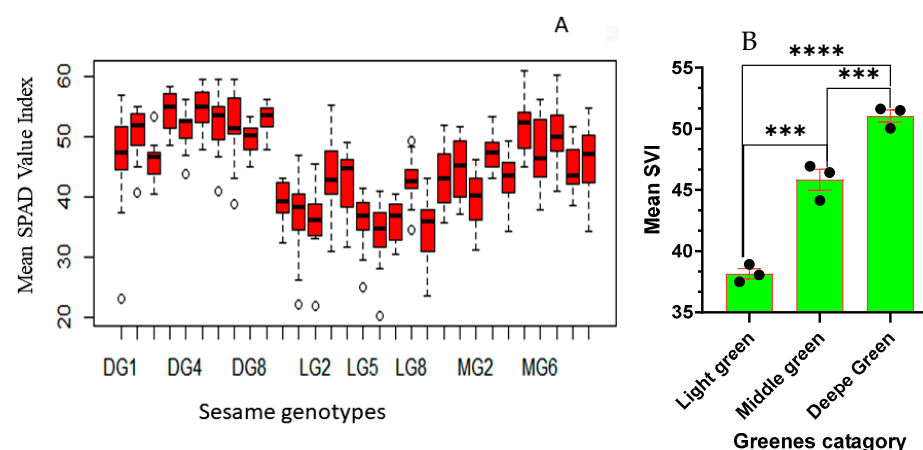 A
Mean SPAD Value Index
60
50
40
30
20
DG1 DG4 DG8 LG2 LG5 LG8 MG2 MG6
Sesame genotypes
B
****
***
***
Mean SVI
55
50
45
40
35
Light green
Middle green
Deepe Green
Greenes catagory